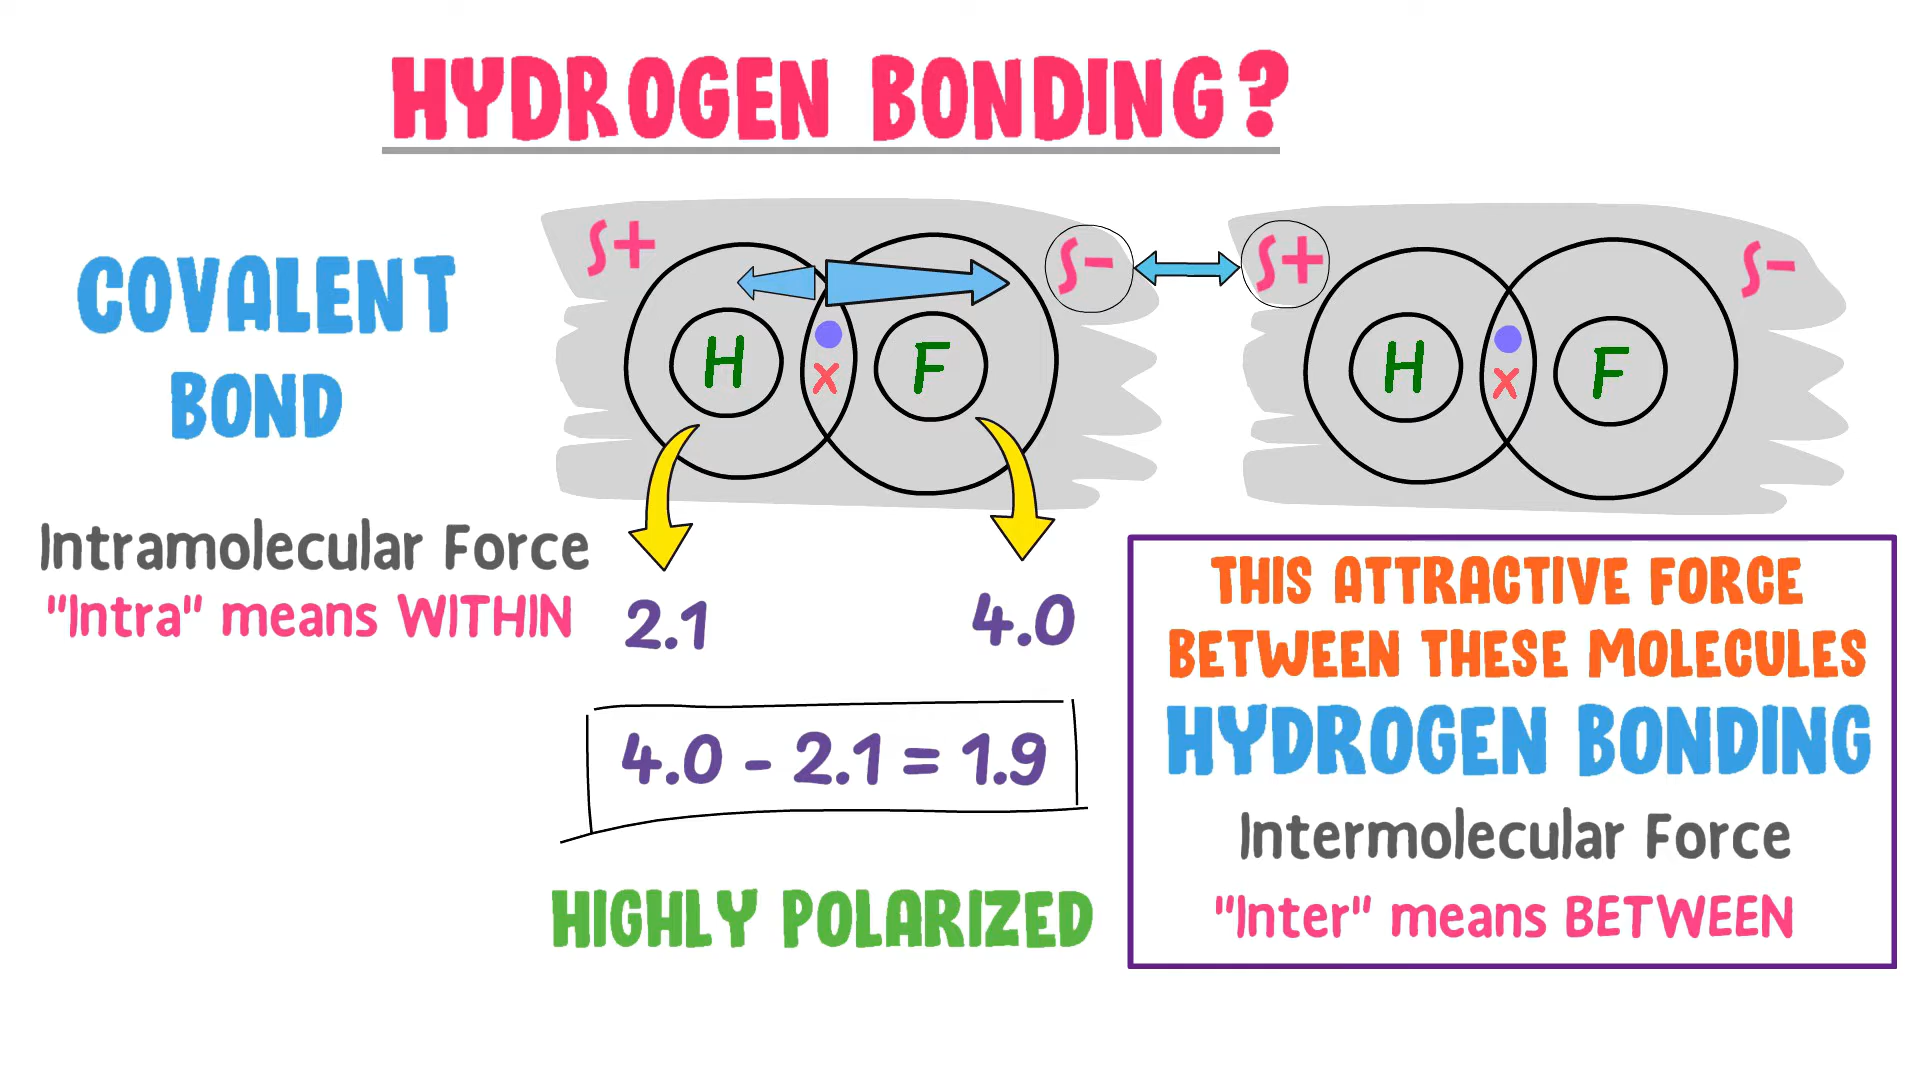 HYDROGEN BONDING?
COVALENT
BOND
Intramolecular Force
"Intra" means WITHIN
S+
S-
S+
S-
H
F
H
F
x
x
2.1
4.0
4.0 - 2.1 = 1.9
HIGHLY POLARIZED
THIS ATTRACTIVE FORCE
BETWEEN THESE MOLECULES
HYDROGEN BONDING
Intermolecular Force
"Inter" means BETWEEN